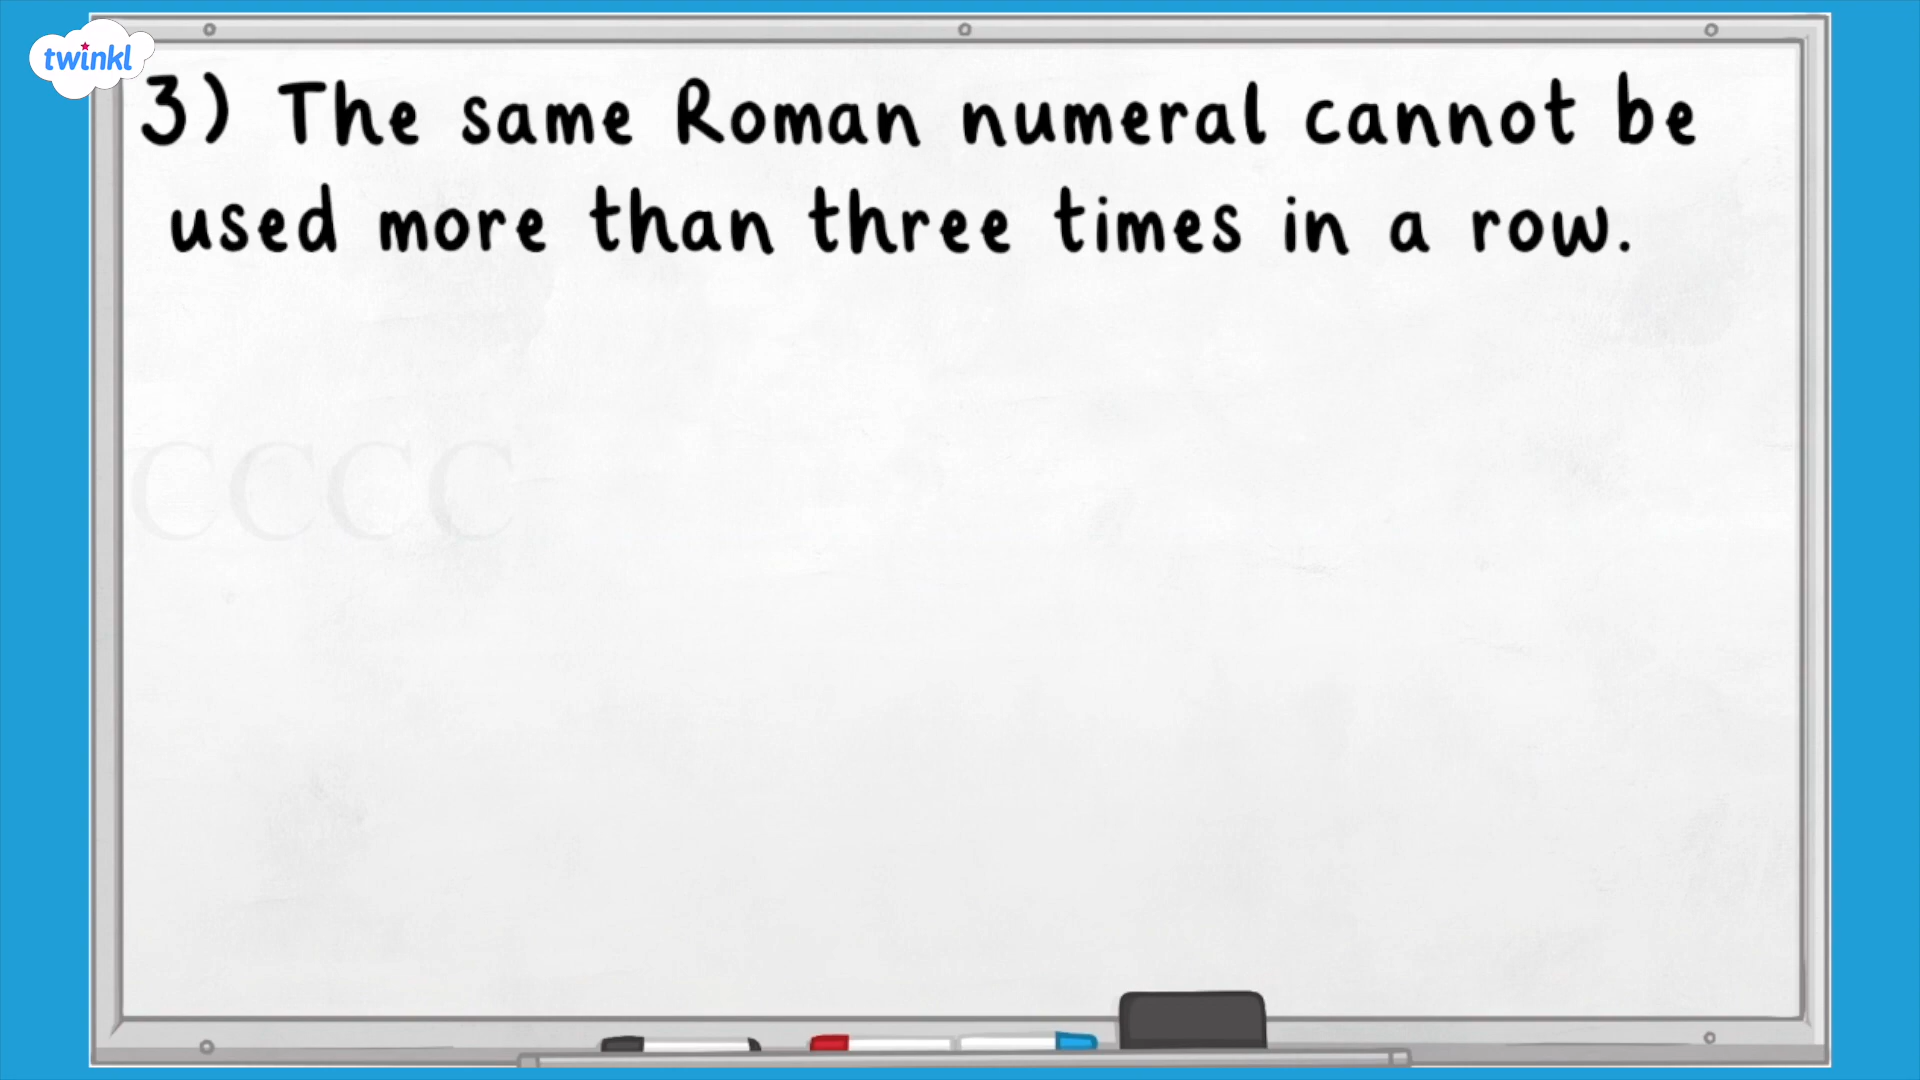 twinkl
3) The same Roman numeral cannot be
used more than three times in a row.
CCCC